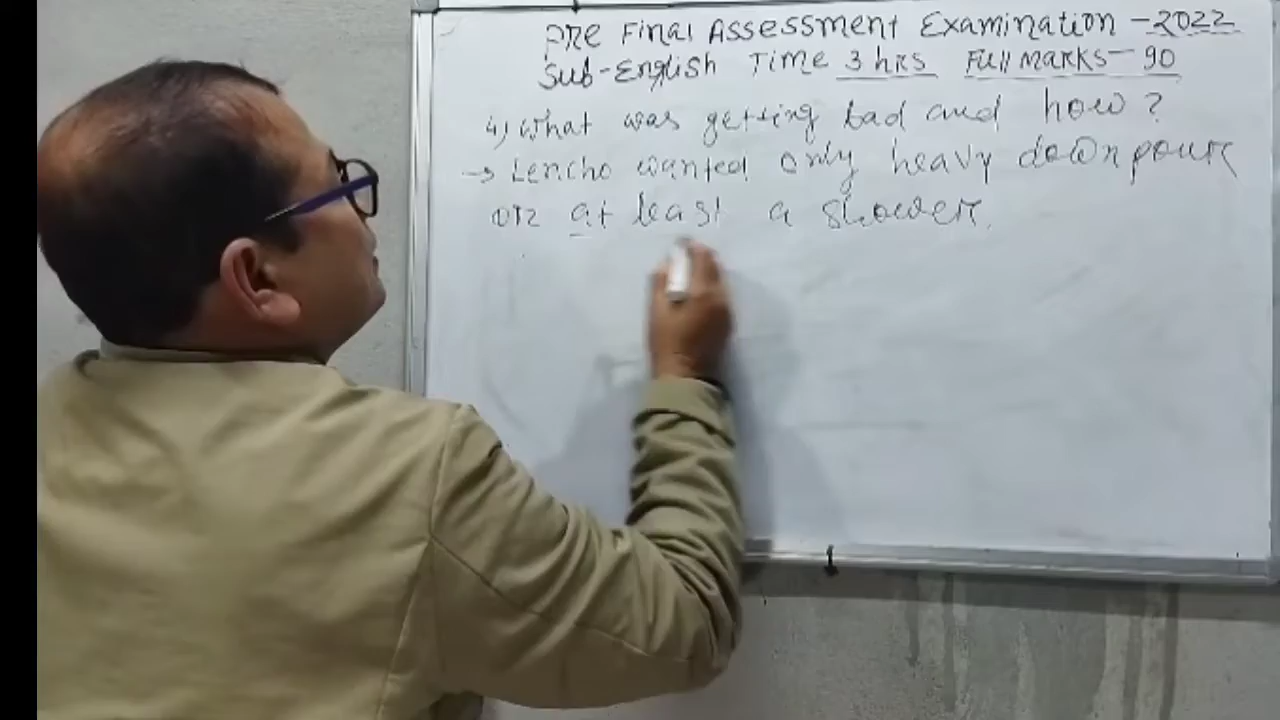 Pre Final Assessment Examination - 2022
Sub-English Time 3 hrs Full Marks - 90
4) What was getting bad and how?
→ Lencho wanted only heavy downpour
or at least a shower.